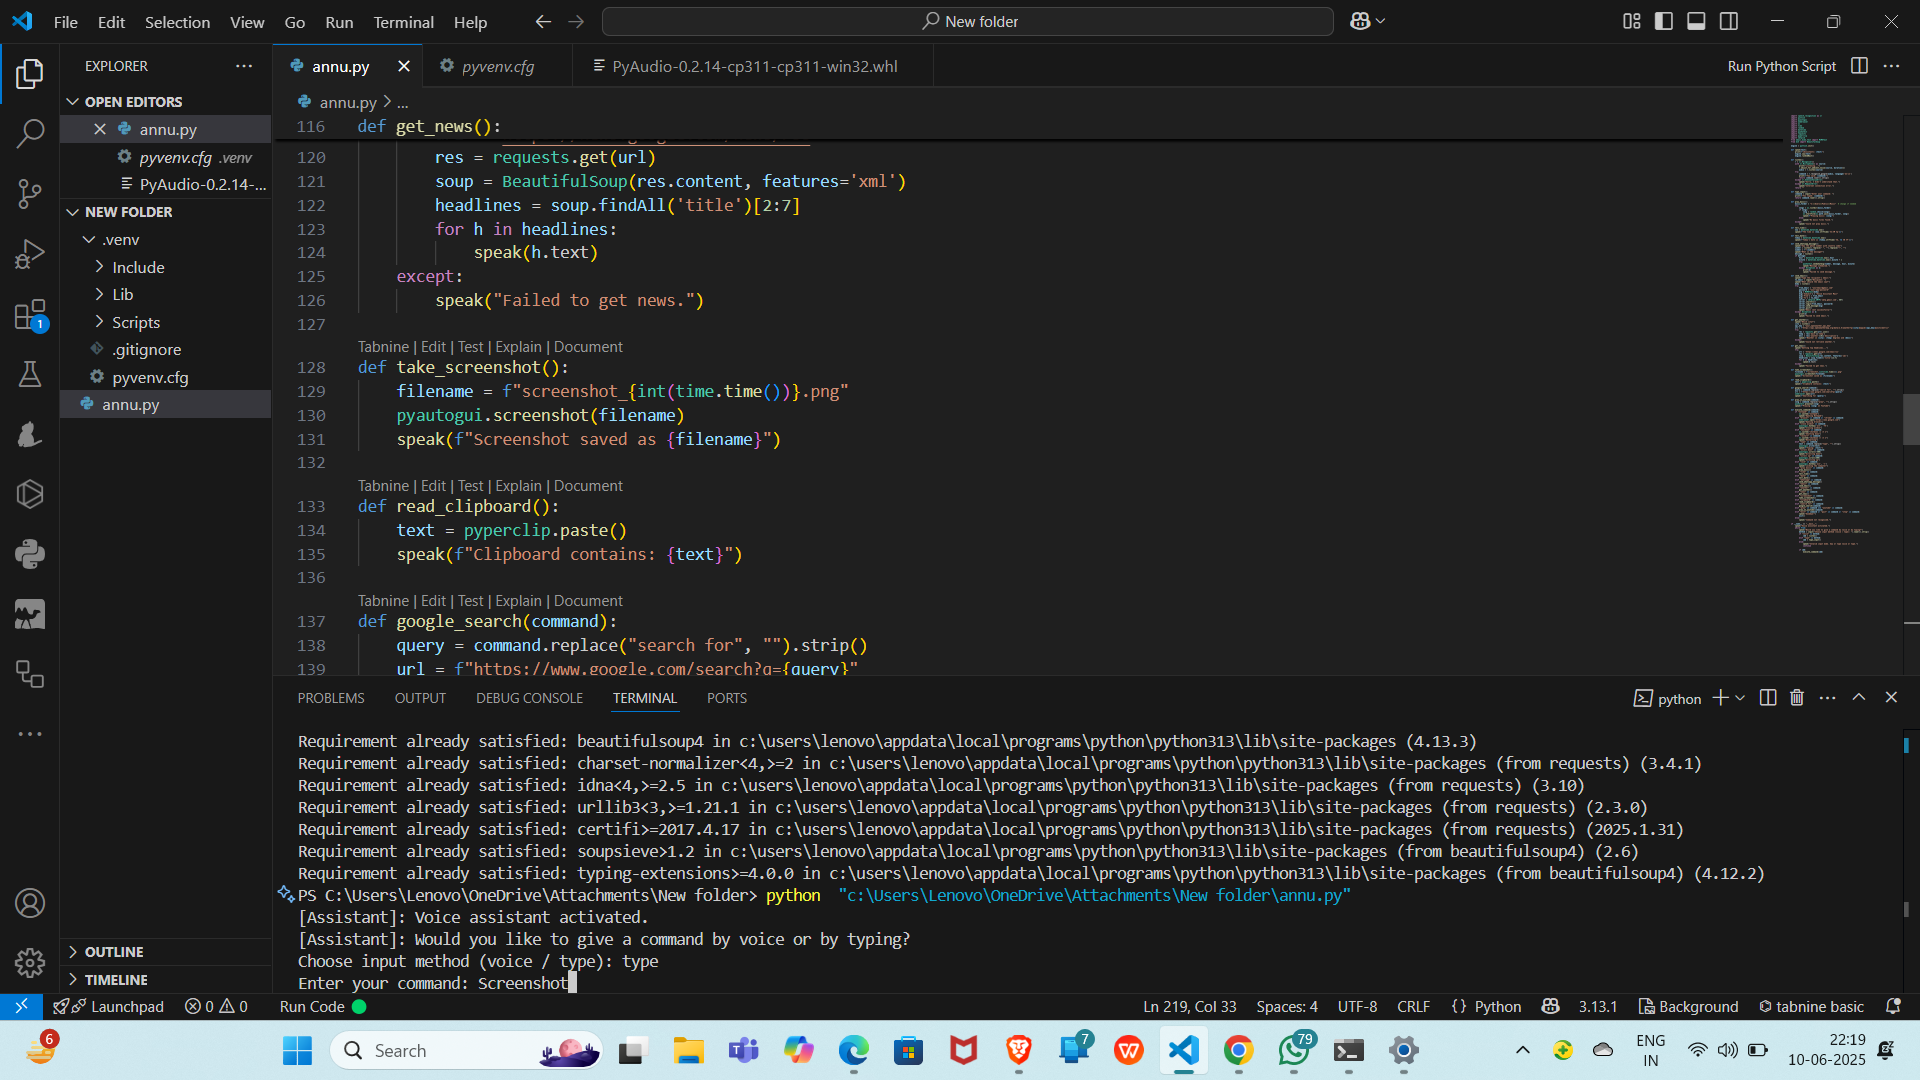 File Edit Selection View Go Run Terminal Help
New folder
EXPLORER
OPEN EDITORS
annu.py
pyvenv.cfg .venv
PyAudio-0.2.14-...
NEW FOLDER
.venv
Include
Lib
Scripts
.gitignore
pyvenv.cfg
annu.py
OUTLINE
TIMELINE
1
annu.py
pyvenv.cfg
PyAudio-0.2.14-cp311-cp311-win32.whl
Run Python Script
annu.py > ...
116 def get_news():
120 res = requests.get(url)
121 soup = BeautifulSoup(res.content, features='xml')
122 headlines = soup.findAll('title')[2:7]
123 for h in headlines:
124 speak(h.text)
125 except:
126 speak("Failed to get news.")
127
Tabnine | Edit | Test | Explain | Document
128 def take_screenshot():
129 filename = f"screenshot_{int(time.time())}.png"
130 pyautogui.screenshot(filename)
131 speak(f"Screenshot saved as {filename}")
132
Tabnine | Edit | Test | Explain | Document
133 def read_clipboard():
134 text = pyperclip.paste()
135 speak(f"Clipboard contains: {text}")
136
Tabnine | Edit | Test | Explain | Document
137 def google_search(command):
138 query = command.replace("search for", "").strip()
139 url = f"https://www.google.com/search?q={query}"
PROBLEMS OUTPUT DEBUG CONSOLE TERMINAL PORTS
python
Requirement already satisfied: beautifulsoup4 in c:\users\lenovo\appdata\local\programs\python\python313\lib\site-packages (4.13.3)
Requirement already satisfied: charset-normalizer<4,>=2 in c:\users\lenovo\appdata\local\programs\python\python313\lib\site-packages (from requests) (3.4.1)
Requirement already satisfied: idna<4,>=2.5 in c:\users\lenovo\appdata\local\programs\python\python313\lib\site-packages (from requests) (3.10)
Requirement already satisfied: urllib3<3,>=1.21.1 in c:\users\lenovo\appdata\local\programs\python\python313\lib\site-packages (from requests) (2.3.0)
Requirement already satisfied: certifi>=2017.4.17 in c:\users\lenovo\appdata\local\programs\python\python313\lib\site-packages (from requests) (2025.1.31)
Requirement already satisfied: soupsieve>1.2 in c:\users\lenovo\appdata\local\programs\python\python313\lib\site-packages (from beautifulsoup4) (2.6)
Requirement already satisfied: typing-extensions>=4.0.0 in c:\users\lenovo\appdata\local\programs\python\python313\lib\site-packages (from beautifulsoup4) (4.12.2)
PS C:\Users\Lenovo\OneDrive\Attachments\New folder> python "c:\Users\Lenovo\OneDrive\Attachments\New folder\annu.py"
[Assistant]: Voice assistant activated.
[Assistant]: Would you like to give a command by voice or by typing?
Choose input method (voice / type): type
Enter your command: Screenshot
Launchpad 0 0 Run Code Ln 219, Col 33 Spaces: 4 UTF-8 CRLF {} Python 3.13.1 Background tabnine basic
6 Search 7 79 ENG IN 22:19 10-06-2025